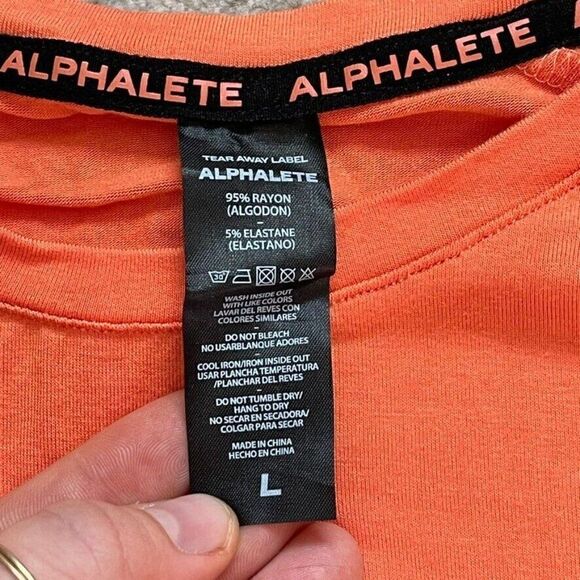 ALPHALETE ALPHALETE
TEAR AWAY LABEL
ALPHALETE
95% RAYON
(ALGODON)
–
5% ELASTANE
(ELASTANO)
30
WASH INSIDE OUT
WITH LIKE COLORS
LAVAR DEL REVES CON
COLORES SIMILARES
–
DO NOT BLEACH
NO USARBLANQUE ADORES
–
COOL IRON/IRON INSIDE OUT
USAR PLANCHA TEMPERATURA
/PLANCHAR DEL REVES
–
DO NOT TUMBLE DRY/
HANG TO DRY
NO SECAR EN SECADORA/
COLGAR PARA SECAR
–
MADE IN CHINA
HECHO EN CHINA
L